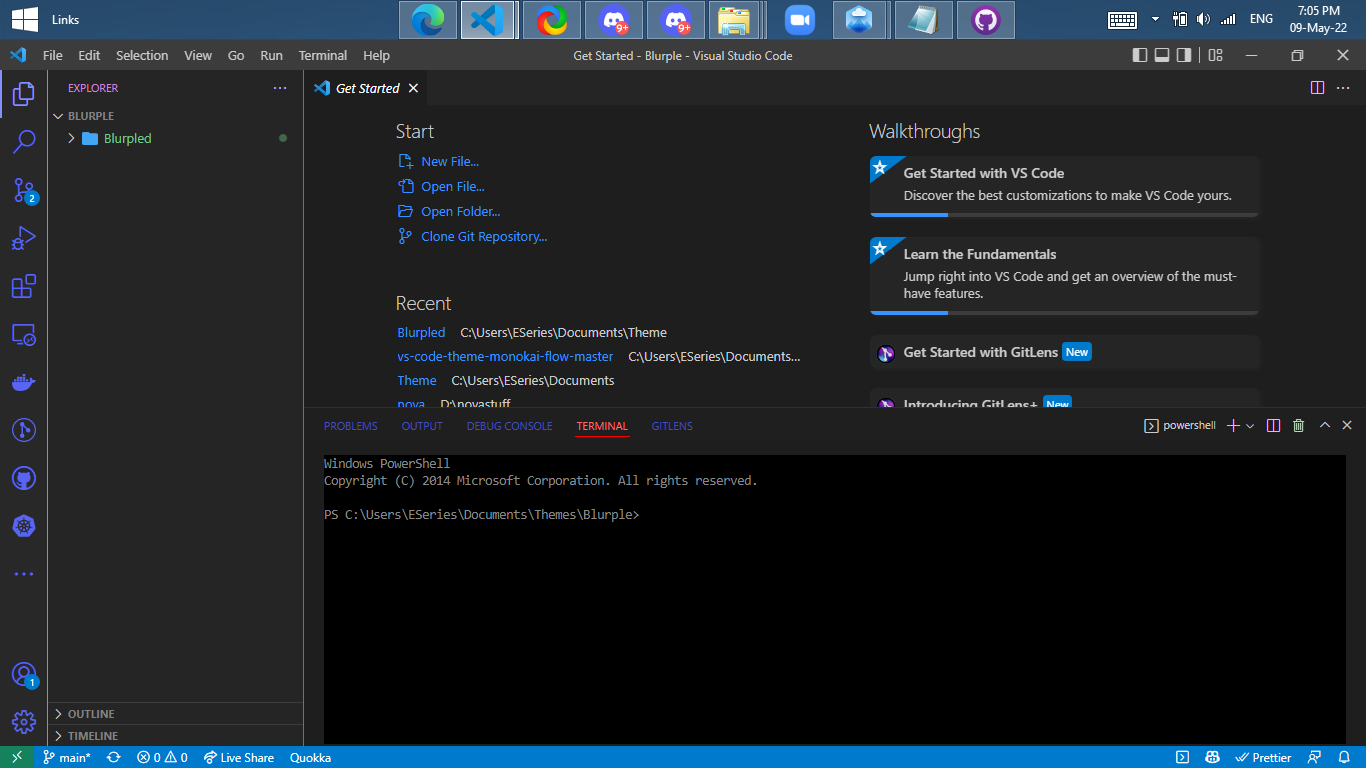 Links
9+
9+
ENG
7:05 PM
09-May-22
File Edit Selection View Go Run Terminal Help
Get Started - Blurple - Visual Studio Code
EXPLORER
BLURPLE
Blurpled
2
1
OUTLINE
TIMELINE
Get Started
Start
New File...
Open File...
Open Folder...
Clone Git Repository...
Recent
Blurpled C:\Users\ESeries\Documents\Theme
vs-code-theme-monokai-flow-master C:\Users\ESeries\Documents...
Theme C:\Users\ESeries\Documents
nova D:\novastuff
Walkthroughs
Get Started with VS Code
Discover the best customizations to make VS Code yours.
Learn the Fundamentals
Jump right into VS Code and get an overview of the must-
have features.
Get Started with GitLens New
Introducing GitLens+ New
PROBLEMS OUTPUT DEBUG CONSOLE TERMINAL GITLENS
powershell
Windows PowerShell
Copyright (C) 2014 Microsoft Corporation. All rights reserved.
PS C:\Users\ESeries\Documents\Themes\Blurple>
main* 0 0 Live Share Quokka
Prettier